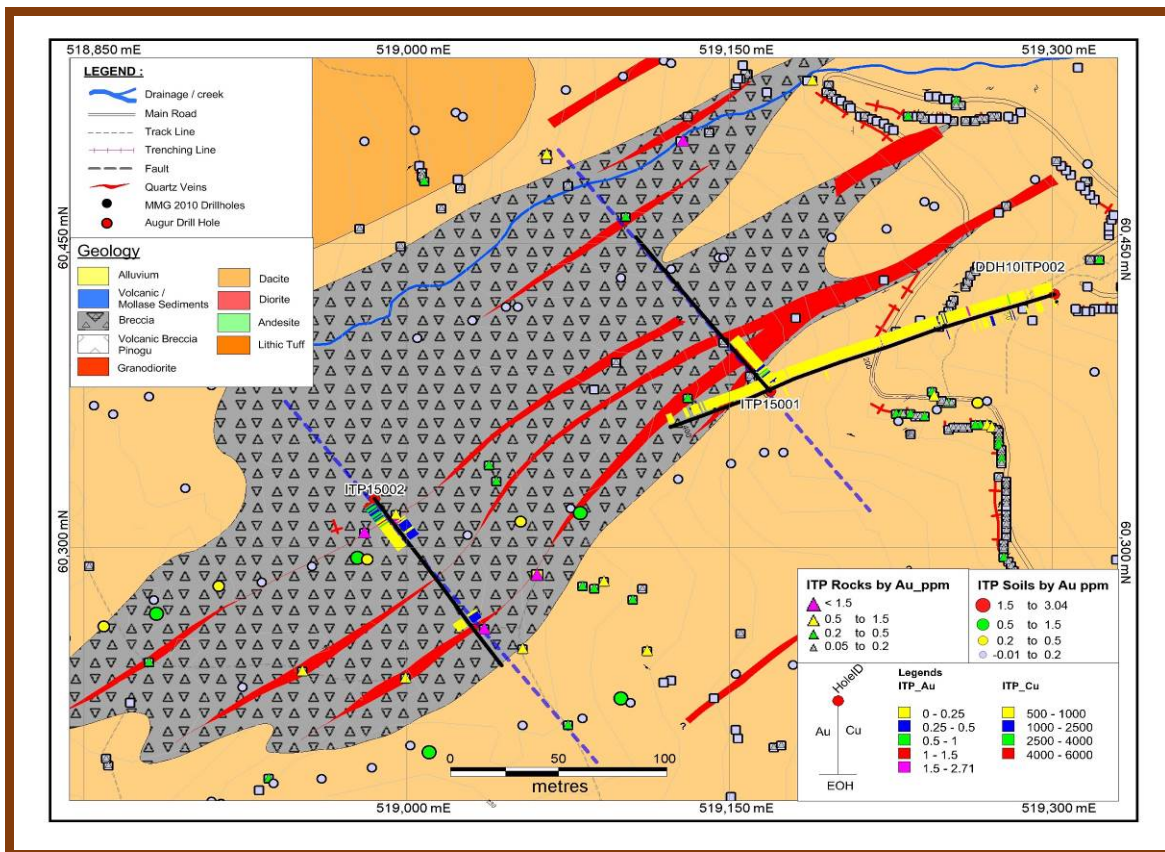 518,850 mE 519,000 mE 519,150 mE 519,300 mE
LEGEND :
Drainage / creek
Main Road
Track Line
Trenching Line
Fault
Quartz Veins
MMG 2010 Drillholes
Augur Drill Hole
Geology
Alluvium
Volcanic /
Mollase Sediments
Breccia
Volcanic Breccia
Pinogu
Granodiorite
Dacite
Diorite
Andesite
Lithic Tuff
60,450 mN
60,450 mN
?
DDH10ITP002
200
ITP15001
ITP15002
60,300 mN
60,300 mN
?
ITP Rocks by Au_ppm
< 1.5
0.5 to 1.5
0.2 to 0.5
0.05 to 0.2
ITP Soils by Au ppm
1.5 to 3.04
0.5 to 1.5
0.2 to 0.5
-0.01 to 0.2
HoleID
Au Cu
EOH
Legends
ITP_Au
0 - 0.25
0.25 - 0.5
0.5 - 1
1 - 1.5
1.5 - 2.71
ITP_Cu
500 - 1000
1000 - 2500
2500 - 4000
4000 - 6000
0 50 100
metres
519,000 mE 519,150 mE 519,300 mE